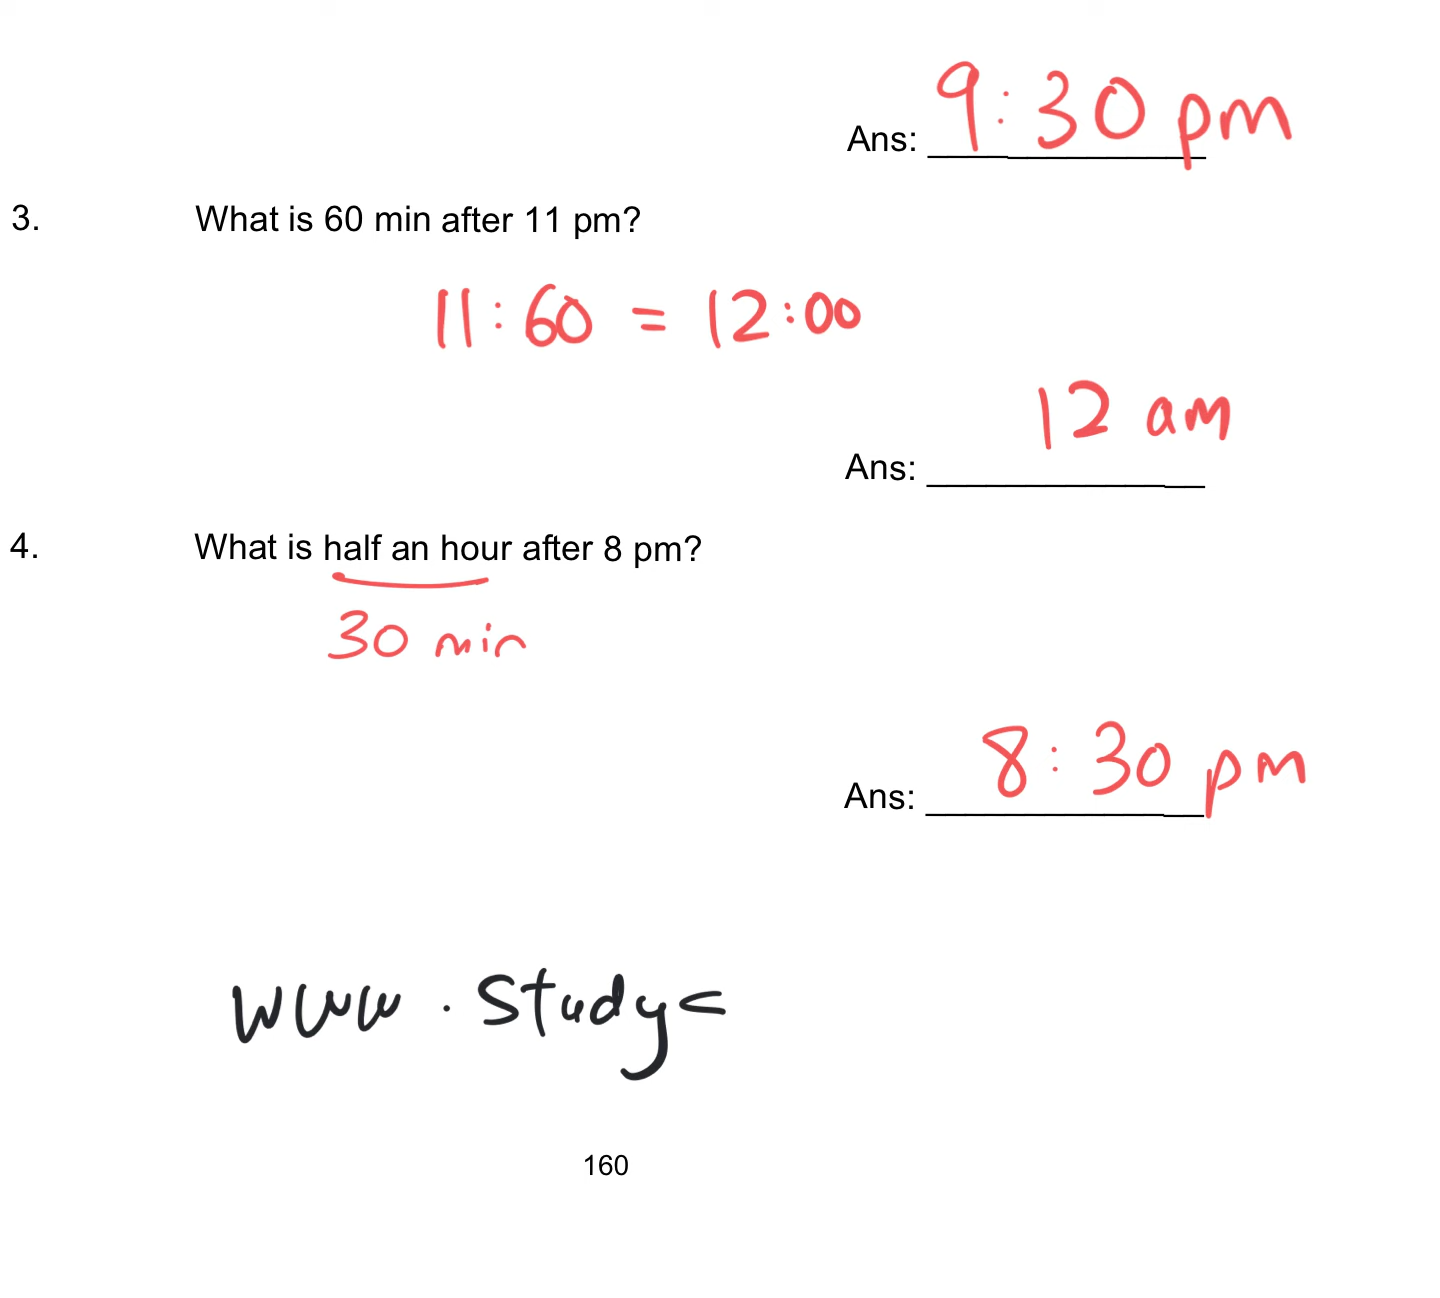 Ans: 9:30 pm
3. What is 60 min after 11 pm?
11:60 = 12:00
12 am
Ans:
4. What is half an hour after 8 pm?
30 min
Ans: 8:30 pm
www.study
160